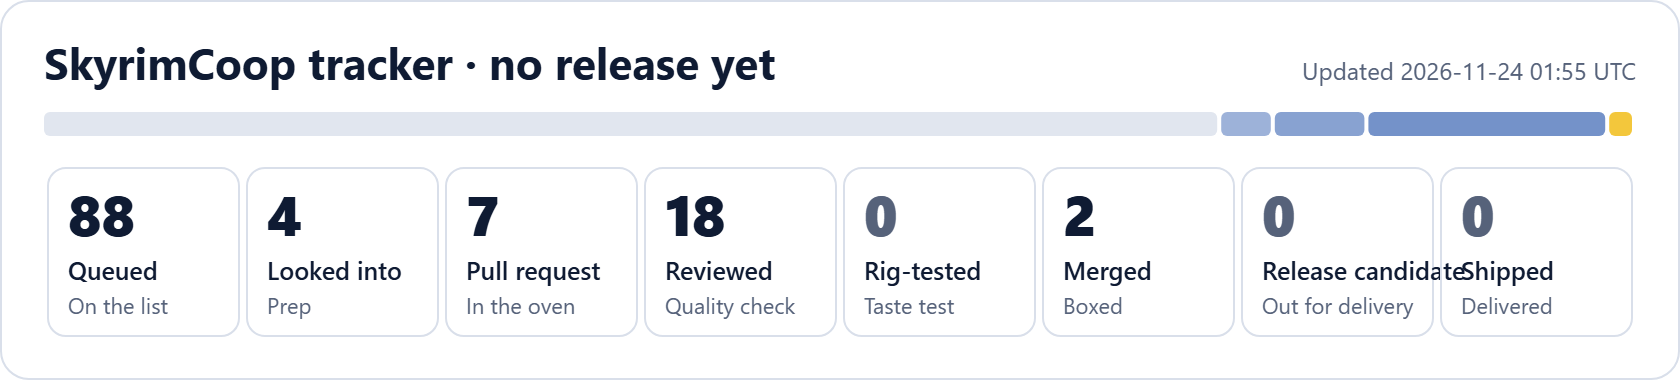 SkyrimCoop tracker · no release yet
Updated 2026-11-24 01:55 UTC
88
Queued
On the list
4
Looked into
Prep
7
Pull request
In the oven
18
Reviewed
Quality check
0
Rig-tested
Taste test
2
Merged
Boxed
0
Release candidate
Out for delivery
0
Shipped
Delivered